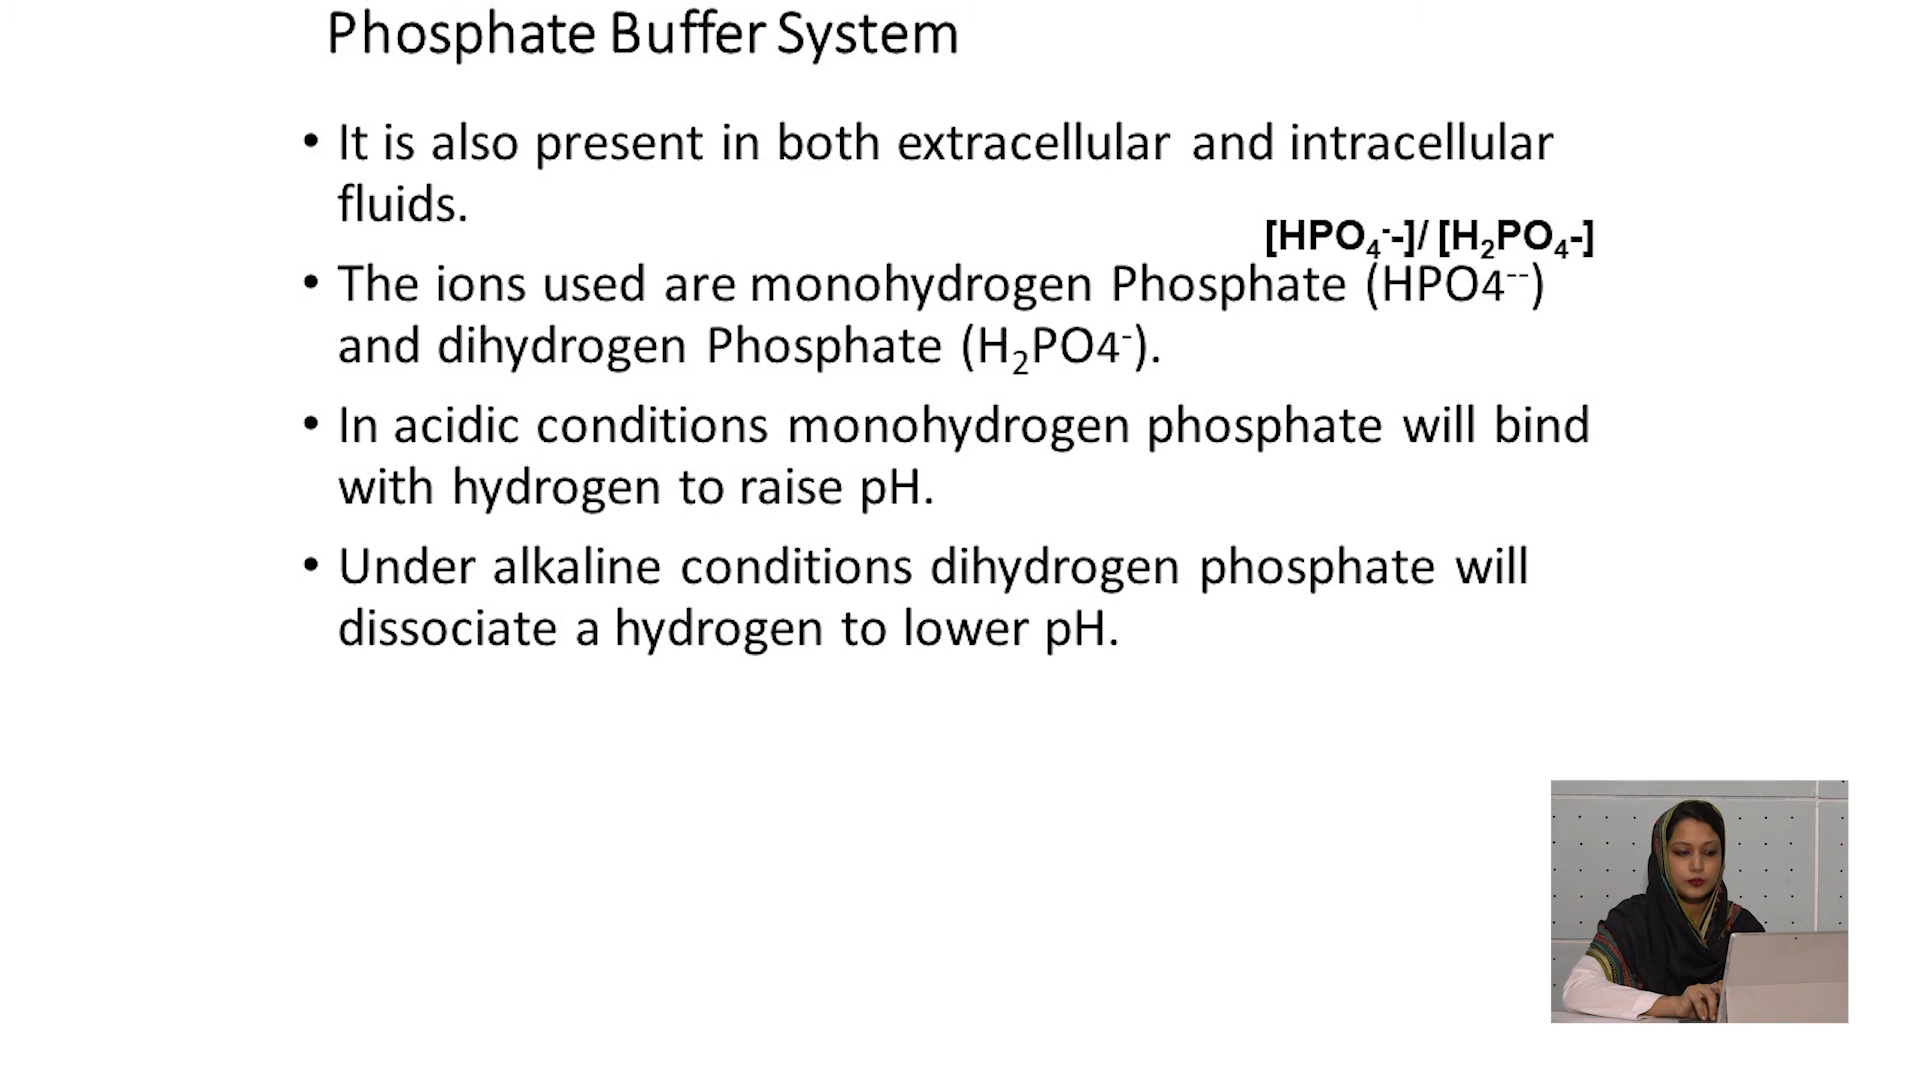 Phosphate Buffer System
• It is also present in both extracellular and intracellular
fluids.
[HPO₄⁻-]/ [H₂PO₄-]
• The ions used are monohydrogen Phosphate (HPO4⁻⁻)
and dihydrogen Phosphate (H₂PO4⁻).
• In acidic conditions monohydrogen phosphate will bind
with hydrogen to raise pH.
• Under alkaline conditions dihydrogen phosphate will
dissociate a hydrogen to lower pH.